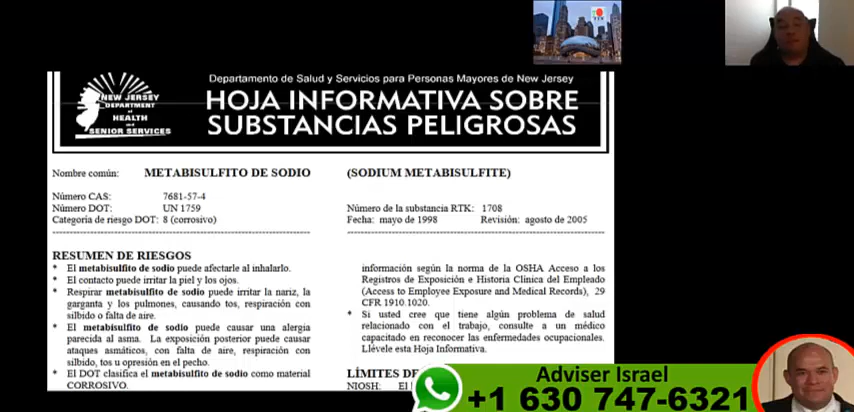 Departamento de Salud y Servicios para Personas Mayores de New Jersey
HOJA INFORMATIVA SOBRE
SUBSTANCIAS PELIGROSAS
NEW JERSEY
DEPARTMENT
of
HEALTH
and
SENIOR SERVICES
Nombre común: METABISULFITO DE SODIO (SODIUM METABISULFITE)
Número CAS: 7681-57-4
Número DOT: UN 1759
Categoría de riesgo DOT: 8 (corrosivo)
Número de la substancia RTK: 1708
Fecha: mayo de 1998 Revisión: agosto de 2005
RESUMEN DE RIESGOS
* El metabisulfito de sodio puede afectarle al inhalarlo.
* El contacto puede irritar la piel y los ojos.
* Respirar metabisulfito de sodio puede irritar la nariz, la
garganta y los pulmones, causando tos, respiración con
silbido o falta de aire.
* El metabisulfito de sodio puede causar una alergia
parecida al asma. La exposición posterior puede causar
ataques asmáticos, con falta de aire, respiración con
silbido, tos u opresión en el pecho.
* El DOT clasifica el metabisulfito de sodio como material
CORROSIVO.
información según la norma de la OSHA Acceso a los
Registros de Exposición e Historia Clínica del Empleado
(Access to Employee Exposure and Medical Records), 29
CFR 1910.1020.
* Si usted cree que tiene algún problema de salud
relacionado con el trabajo, consulte a un médico
capacitado en reconocer las enfermedades ocupacionales.
Llévele esta Hoja Informativa.
LÍMITES DE
NIOSH: El
Adviser Israel
+1 630 747-6321